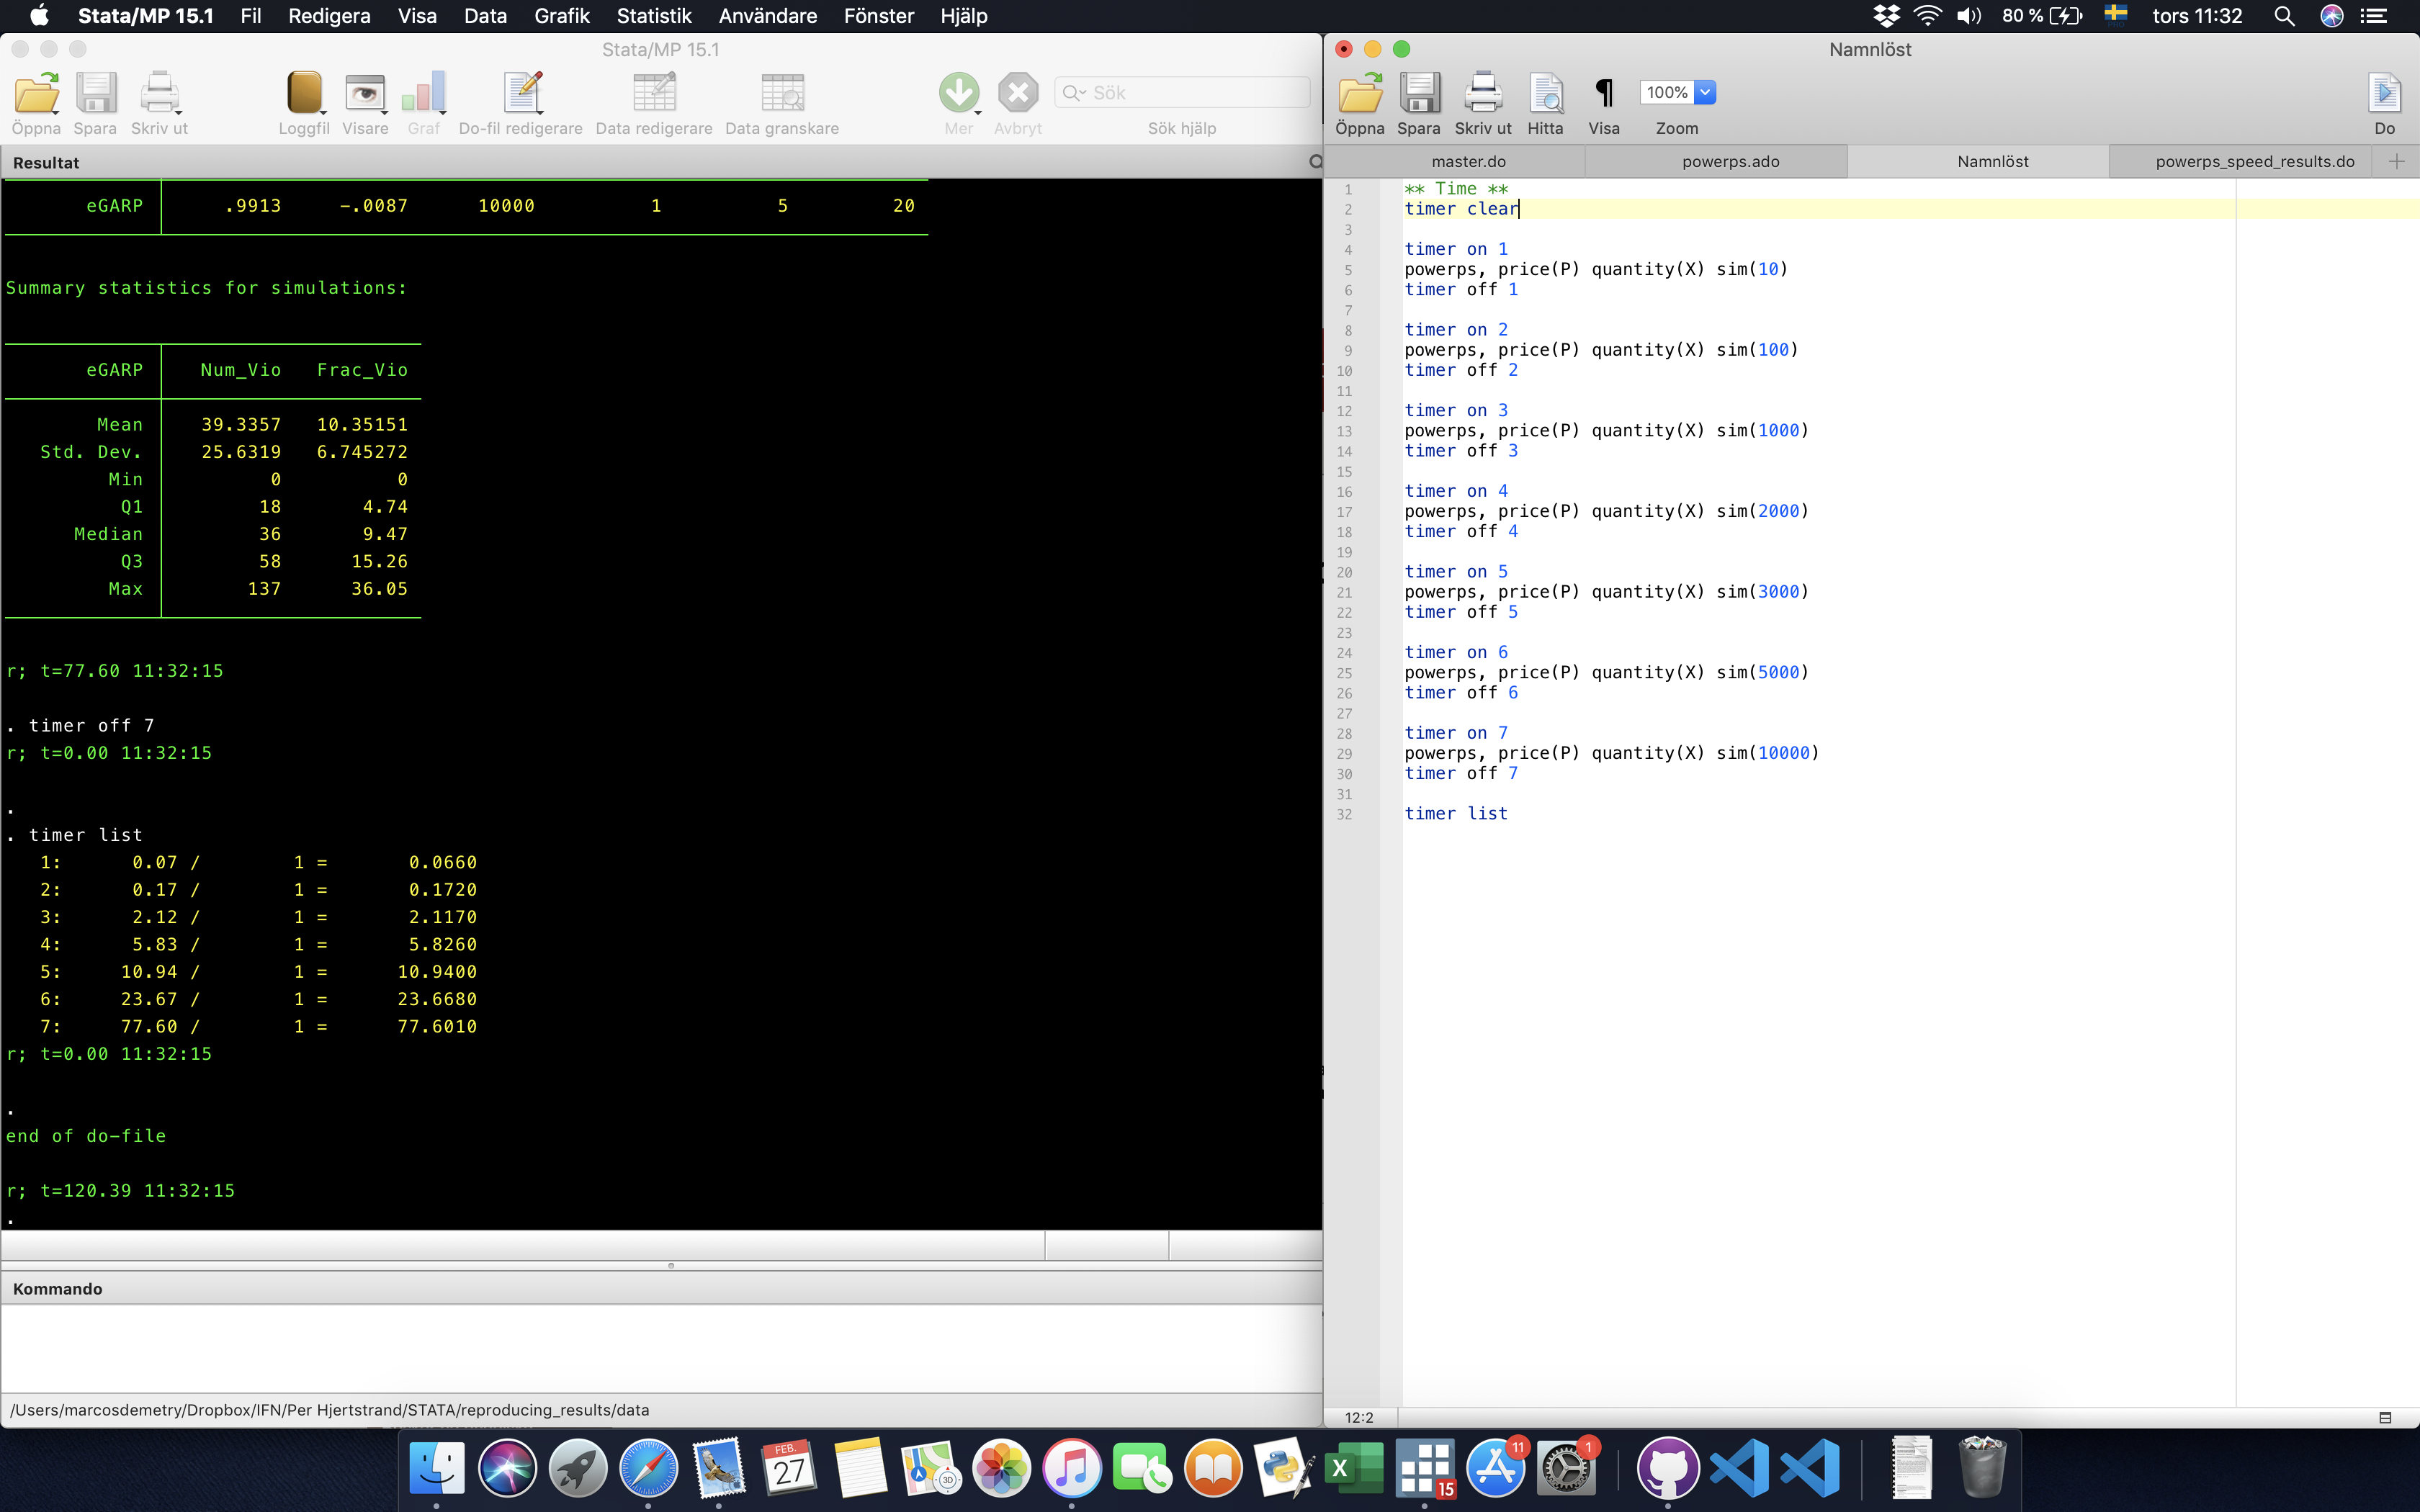 Stata/MP 15.1 Fil Redigera Visa Data Grafik Statistik Användare Fönster Hjälp 80 % tors 11:32
Stata/MP 15.1
Öppna Spara Skriv ut Loggfil Visare Graf Do-fil redigerare Data redigerare Data granskare Mer Avbryt Sök Sök hjälp
Resultat
eGARP .9913 -.0087 10000 1 5 20
Summary statistics for simulations:
eGARP Num_Vio Frac_Vio
Mean 39.3357 10.35151
Std. Dev. 25.6319 6.745272
Min 0 0
Q1 18 4.74
Median 36 9.47
Q3 58 15.26
Max 137 36.05
r; t=77.60 11:32:15
. timer off 7
r; t=0.00 11:32:15
.
. timer list
1: 0.07 / 1 = 0.0660
2: 0.17 / 1 = 0.1720
3: 2.12 / 1 = 2.1170
4: 5.83 / 1 = 5.8260
5: 10.94 / 1 = 10.9400
6: 23.67 / 1 = 23.6680
7: 77.60 / 1 = 77.6010
r; t=0.00 11:32:15
.
end of do-file
r; t=120.39 11:32:15
.
Kommando
/Users/marcosdemetry/Dropbox/IFN/Per Hjertstrand/STATA/reproducing_results/data
Namnlöst
Öppna Spara Skriv ut Hitta Visa 100% Zoom Do
master.do powerps.ado Namnlöst powerps_speed_results.do
1 ** Time **
2 timer clear
3
4 timer on 1
5 powerps, price(P) quantity(X) sim(10)
6 timer off 1
7
8 timer on 2
9 powerps, price(P) quantity(X) sim(100)
10 timer off 2
11
12 timer on 3
13 powerps, price(P) quantity(X) sim(1000)
14 timer off 3
15
16 timer on 4
17 powerps, price(P) quantity(X) sim(2000)
18 timer off 4
19
20 timer on 5
21 powerps, price(P) quantity(X) sim(3000)
22 timer off 5
23
24 timer on 6
25 powerps, price(P) quantity(X) sim(5000)
26 timer off 6
27
28 timer on 7
29 powerps, price(P) quantity(X) sim(10000)
30 timer off 7
31
32 timer list
12:2
FEB. 27 3D 15 11 1